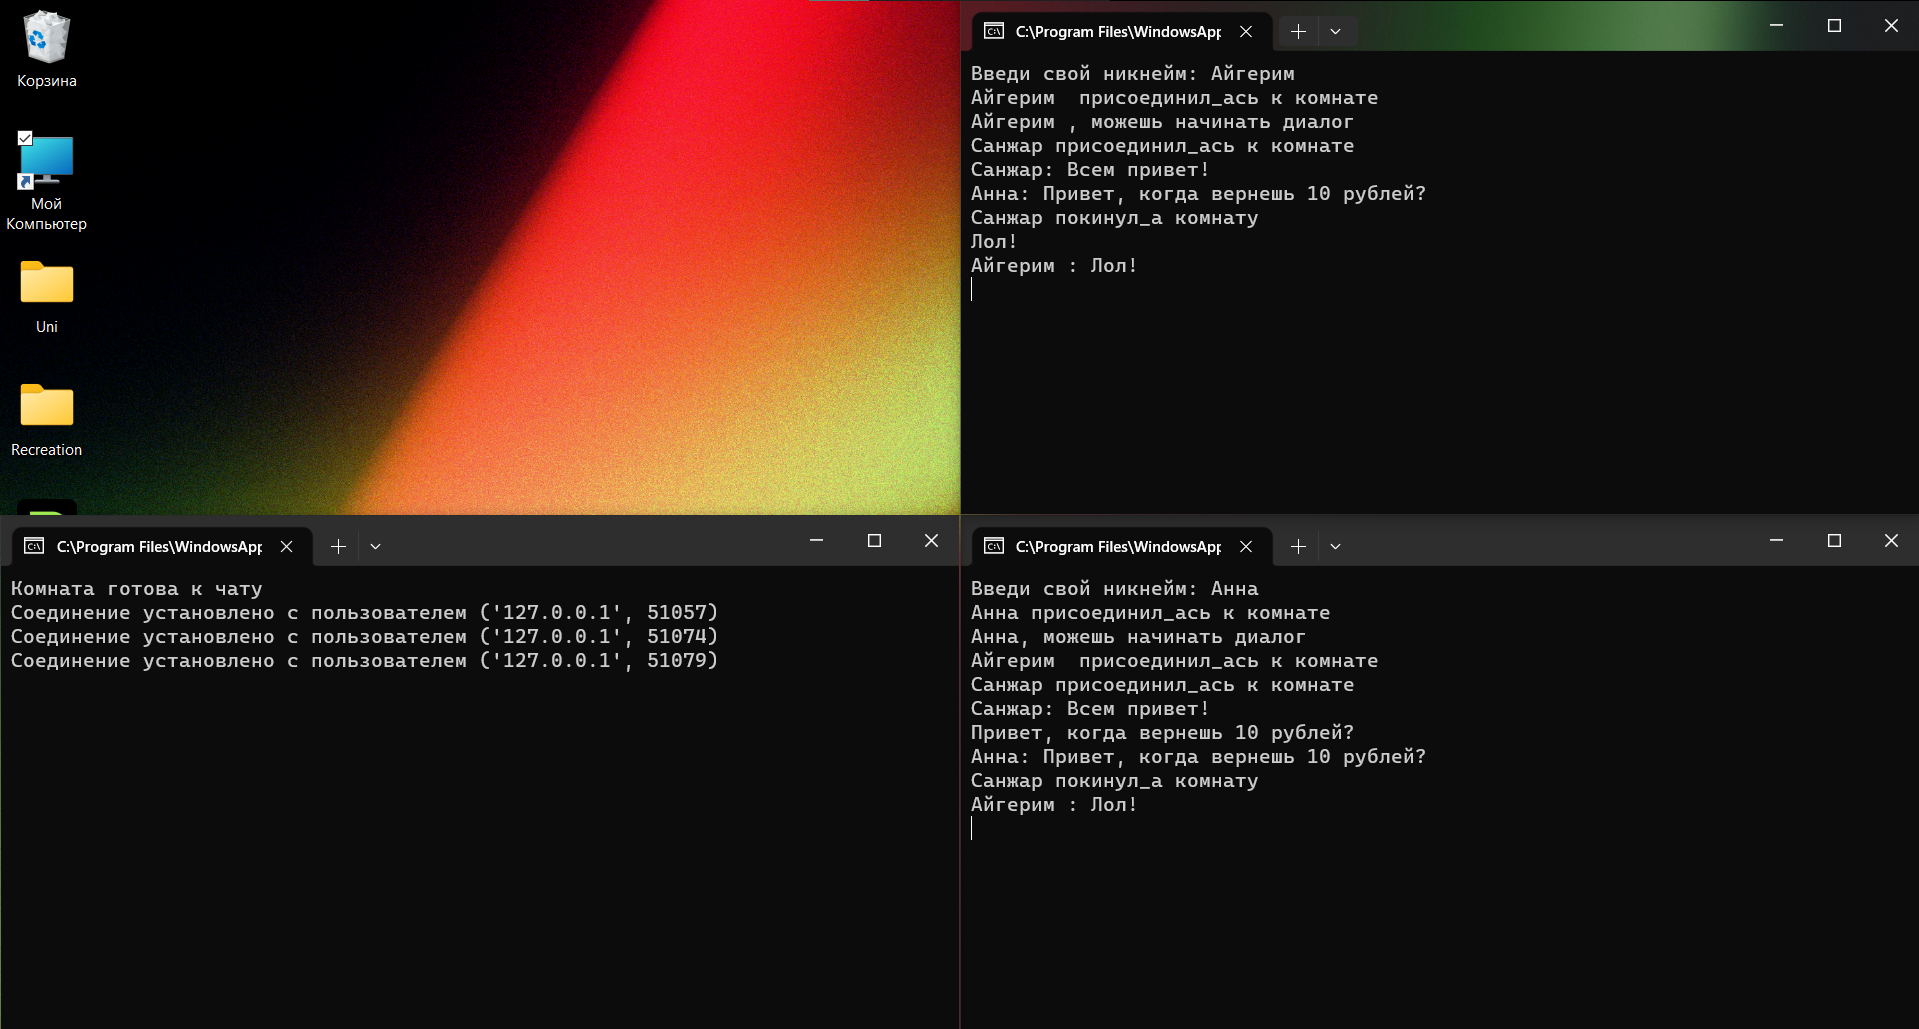 Корзина
Мой
Компьютер
Uni
Recreation
C:\Program Files\WindowsApp
Введи свой никнейм: Айгерим
Айгерим  присоединил_ась к комнате
Айгерим , можешь начинать диалог
Санжар присоединил_ась к комнате
Санжар: Всем привет!
Анна: Привет, когда вернешь 10 рублей?
Санжар покинул_а комнату
Лол!
Айгерим : Лол!
C:\Program Files\WindowsApp
Комната готова к чату
Соединение установлено с пользователем ('127.0.0.1', 51057)
Соединение установлено с пользователем ('127.0.0.1', 51074)
Соединение установлено с пользователем ('127.0.0.1', 51079)
C:\Program Files\WindowsApp
Введи свой никнейм: Анна
Анна присоединил_ась к комнате
Анна, можешь начинать диалог
Айгерим  присоединил_ась к комнате
Санжар присоединил_ась к комнате
Санжар: Всем привет!
Привет, когда вернешь 10 рублей?
Анна: Привет, когда вернешь 10 рублей?
Санжар покинул_а комнату
Айгерим : Лол!